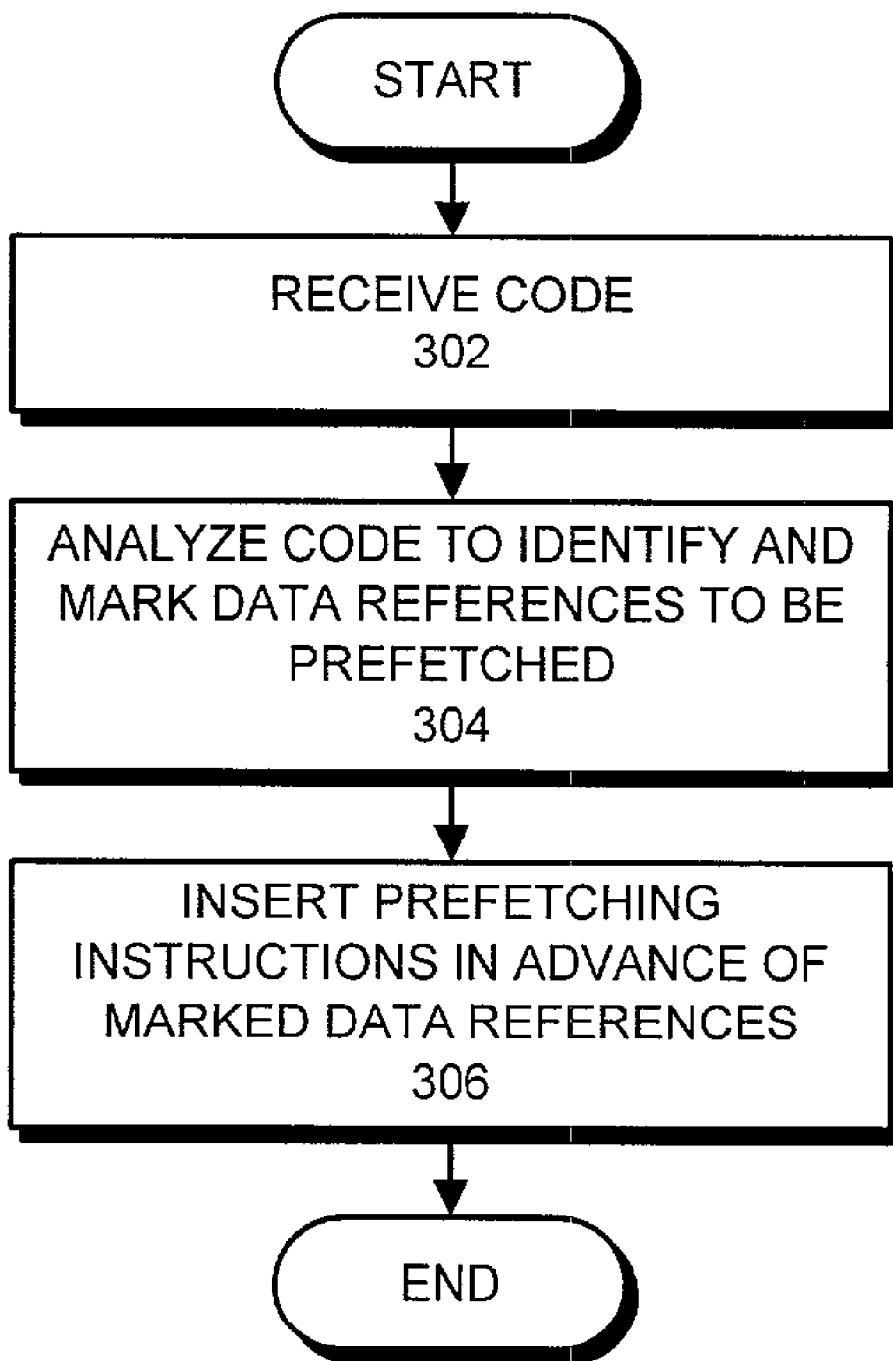 START
RECEIVE CODE
302
ANALYZE CODE TO IDENTIFY AND
MARK DATA REFERENCES TO BE
PREFETCHED
304
INSERT PREFETCHING
INSTRUCTIONS IN ADVANCE OF
MARKED DATA REFERENCES
306
END